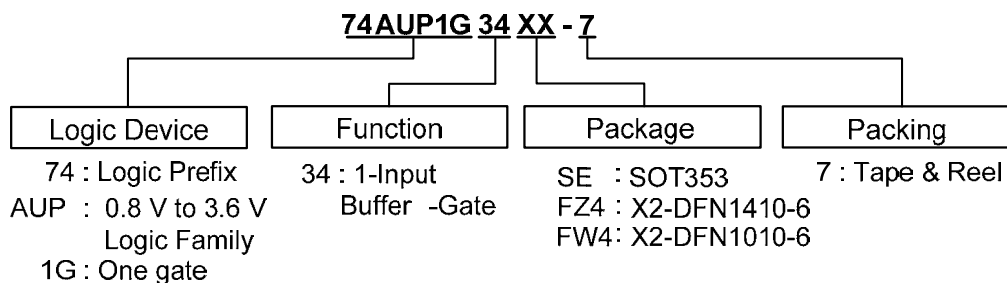 74AUP1G 34 XX - 7
Logic Device
74 : Logic Prefix
AUP : 0.8 V to 3.6 V
Logic Family
1G : One gate
Function
34 : 1-Input
Buffer -Gate
Package
SE : SOT353
FZ4 : X2-DFN1410-6
FW4 : X2-DFN1010-6
Packing
7 : Tape & Reel